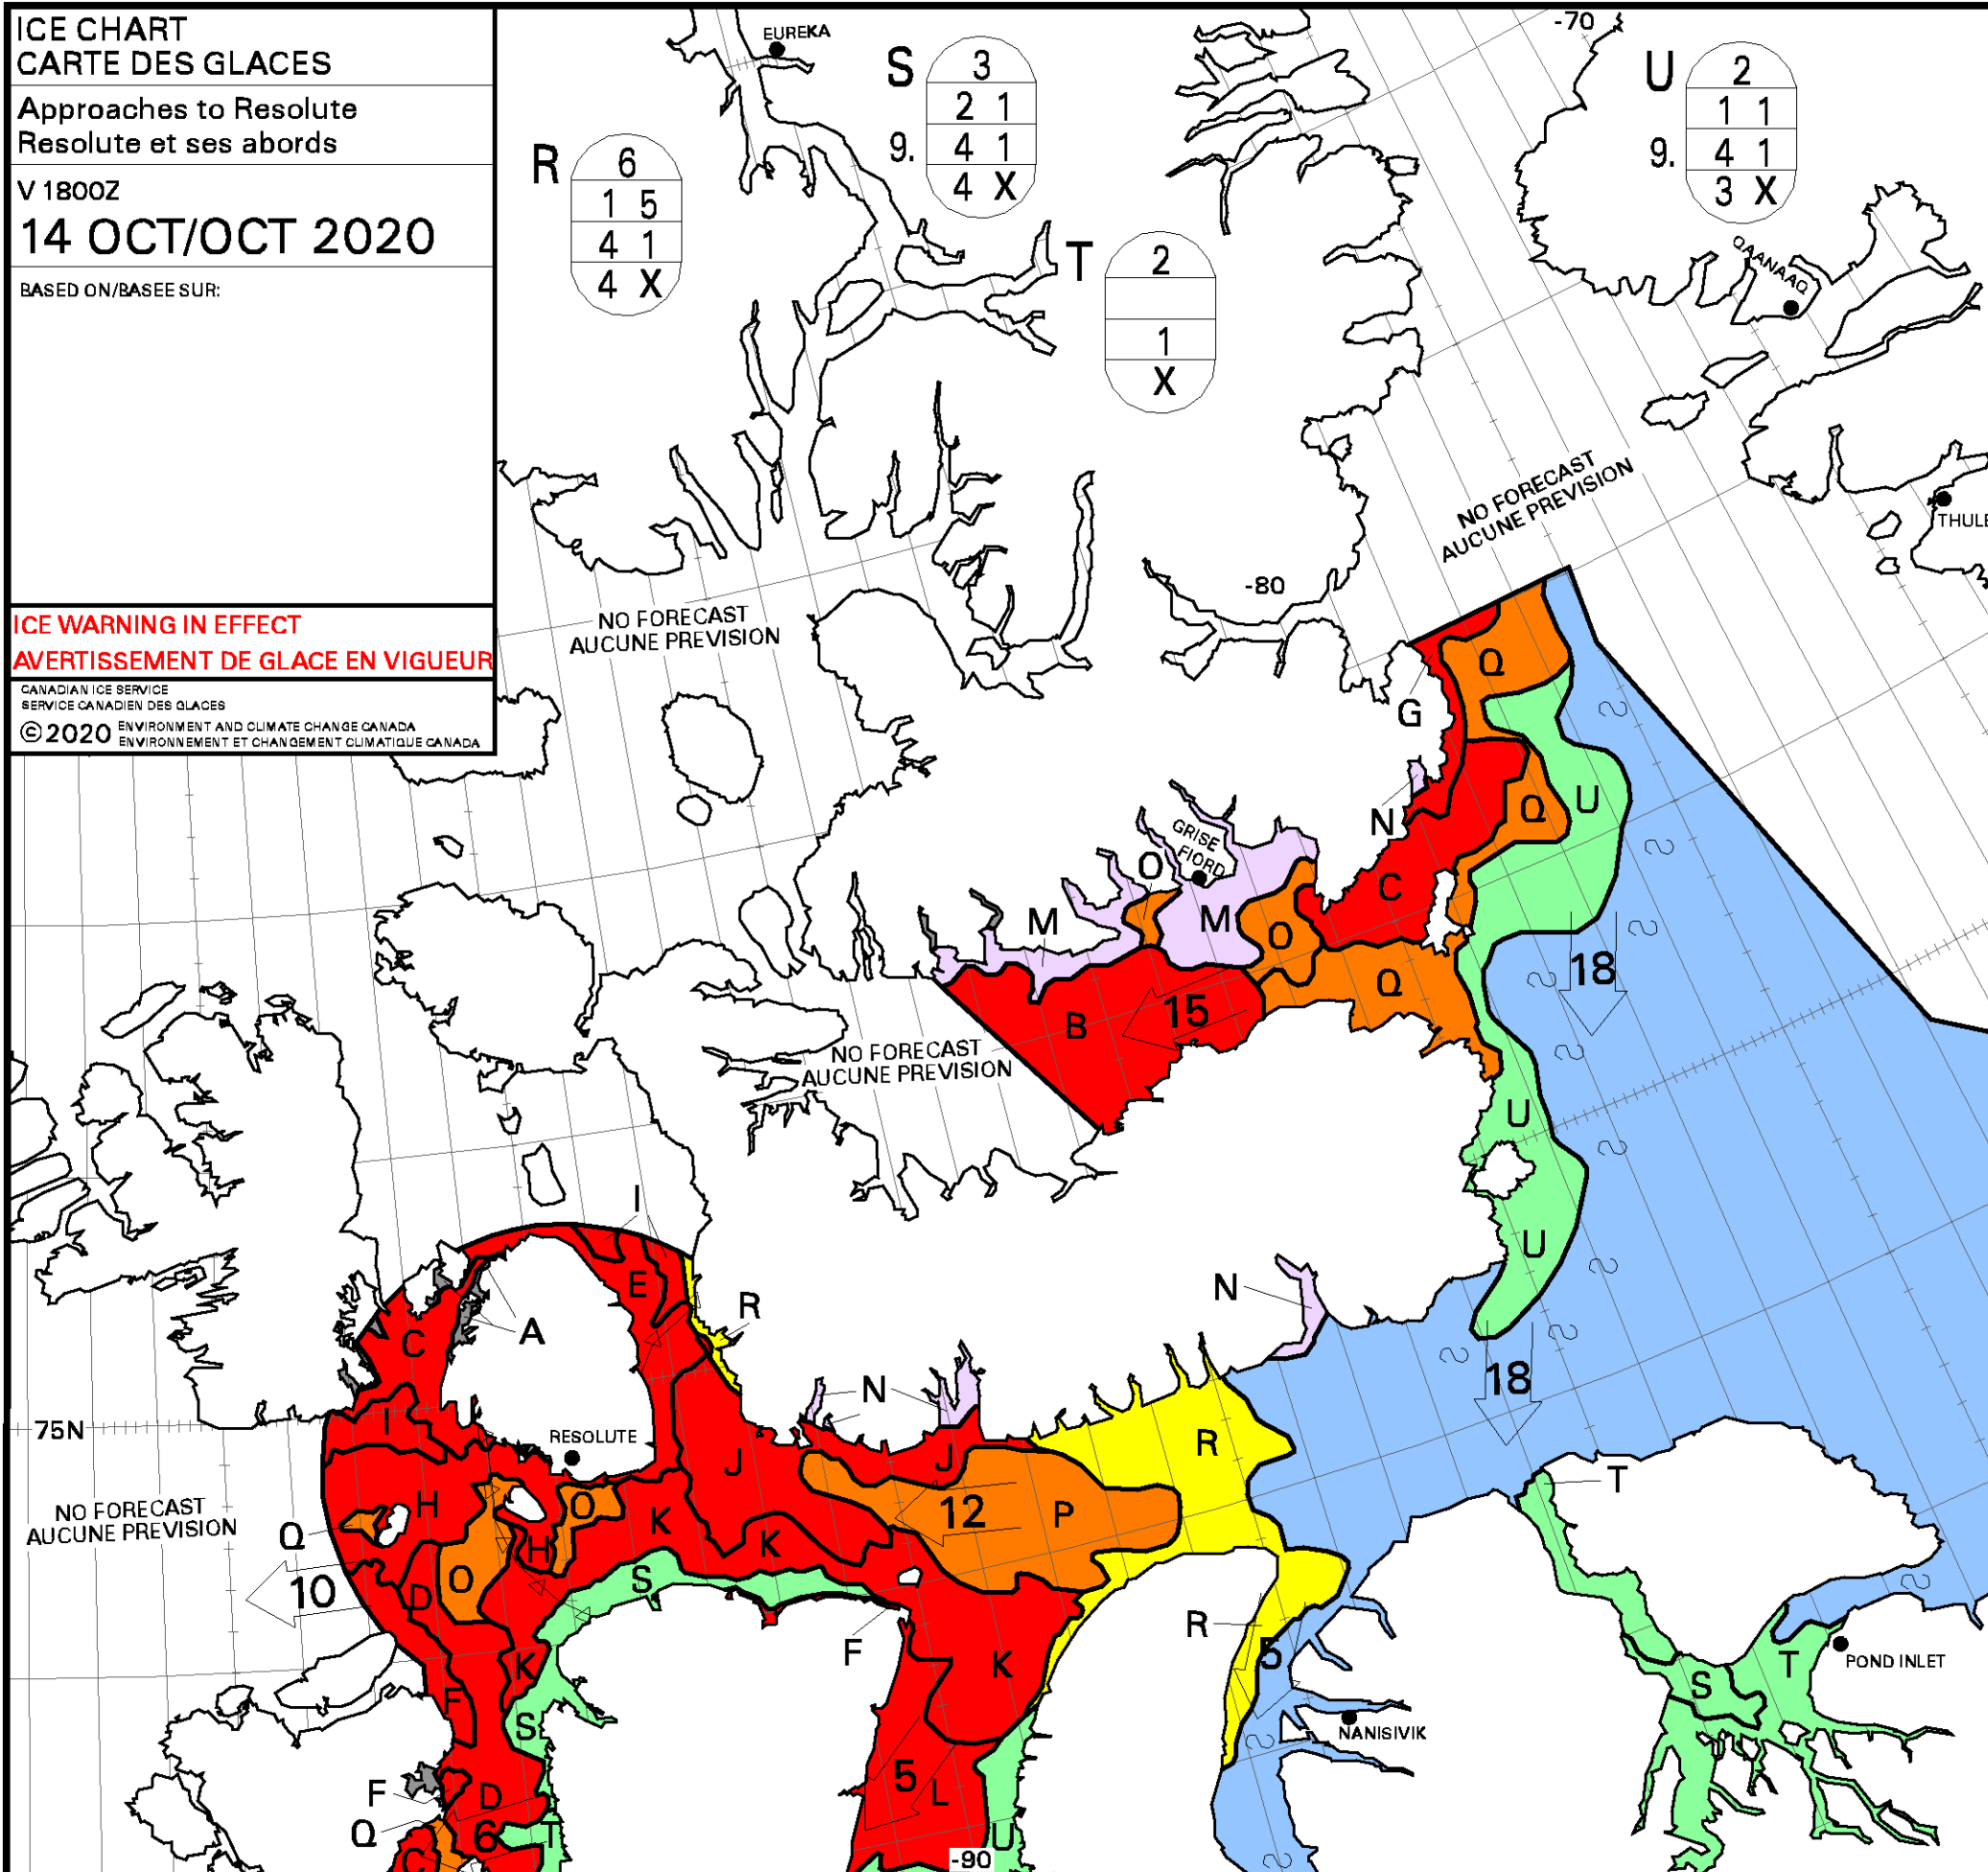 ICE CHART
CARTE DES GLACES
Approaches to Resolute
Resolute et ses abords
V 1800Z
14 OCT/OCT 2020
BASED ON/BASEE SUR:
ICE WARNING IN EFFECT
AVERTISSEMENT DE GLACE EN VIGUEUR
CANADIAN ICE SERVICE
SERVICE CANADIEN DES GLACES
© 2020 ENVIRONMENT AND CLIMATE CHANGE CANADA
ENVIRONNEMENT ET CHANGEMENT CLIMATIQUE CANADA
EUREKA
R
6
1 5
4 1
4 X
S
3
2 1
9. 4 1
4 X
T
2
1
X
U
2
1 1
9. 4 1
3 X
-70
QAANAAQ
THULE
NO FORECAST
AUCUNE PREVISION
-80
NO FORECAST
AUCUNE PREVISION
Q
G
N
Q
U
GRISE
FIORD
O
M
M
O
C
Q
18
B
15
NO FORECAST
AUCUNE PREVISION
U
U
I
E
R
C
A
N
18
N
75N
I
RESOLUTE
J
J
R
T
NO FORECAST
AUCUNE PREVISION
Q
H
O
K
12
P
H
K
10
D
O
S
F
R
5
K
K
T
POND INLET
S
F
S
NANISIVIK
F
D
5
L
Q
6
T
U
C
-90